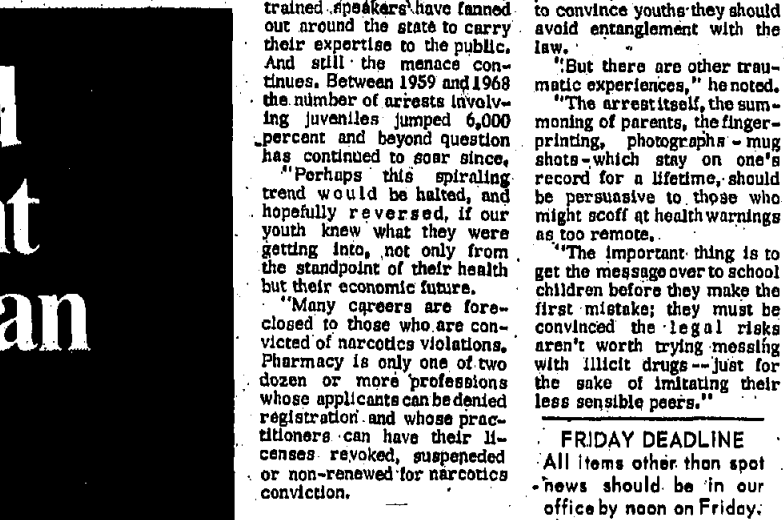 d
nt
an
trained speakers have fanned
out around the state to carry
their expertise to the public.
And still the menace con-
tinues. Between 1959 and 1968
the number of arrests involv-
ing juveniles jumped 6,000
percent and beyond question
has continued to soar since.
"Perhaps this spiraling
trend would be halted, and
hopefully reversed, if our
youth knew what they were
getting into, not only from
the standpoint of their health
but their economic future.
"Many careers are fore-
closed to those who are con-
victed of narcotics violations.
Pharmacy is only one of two
dozen or more professions
whose applicants can be denied
registration and whose prac-
titioners can have their li-
censes revoked, suspeneded
or non-renewed for narcotics
conviction.
to convince youths they should
avoid entanglement with the
law.
"But there are other trau-
matic experiences," he noted.
"The arrest itself, the sum-
moning of parents, the finger-
printing, photographs - mug
shots - which stay on one's
record for a lifetime, should
be persuasive to those who
might scoff at health warnings
as too remote.
"The important thing is to
get the message over to school
children before they make the
first mistake; they must be
convinced the legal risks
aren't worth trying messing
with illicit drugs -- just for
the sake of imitating their
less sensible peers."
FRIDAY DEADLINE
All items other than spot
news should be in our
office by noon on Friday.